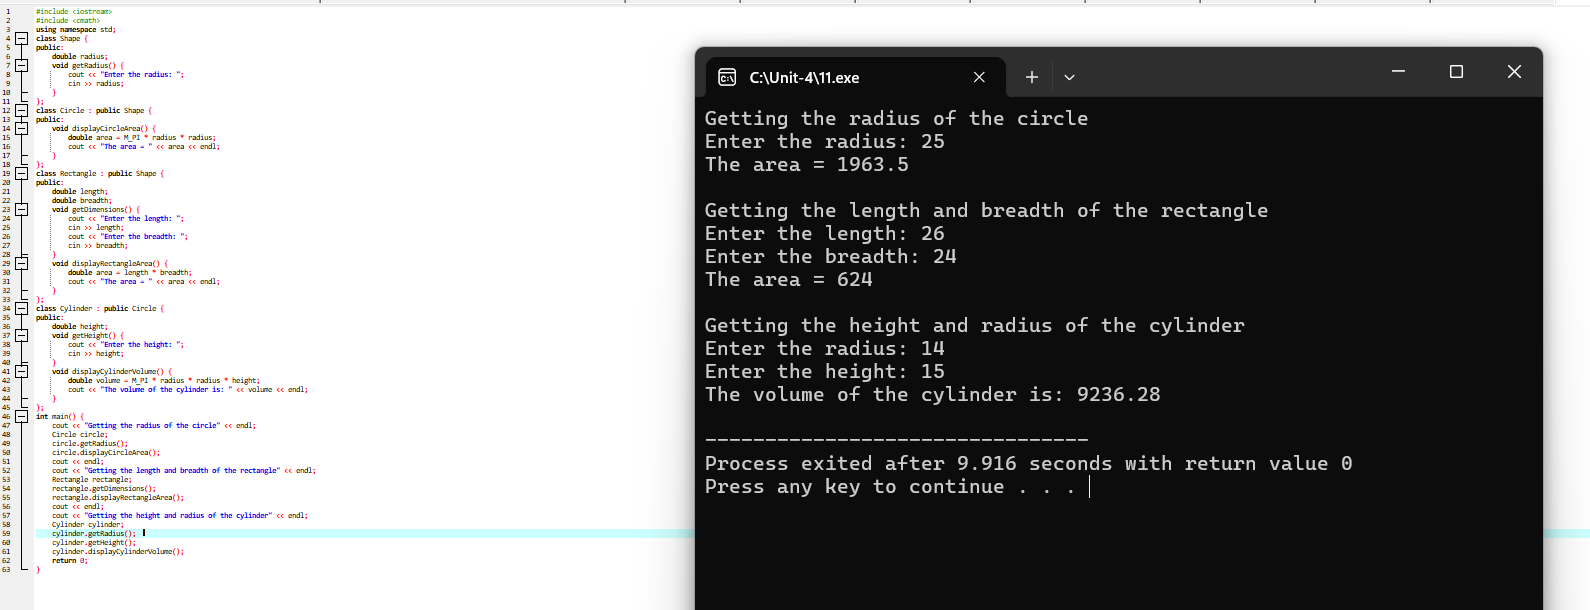 1 #include <iostream>
2 #include <cmath>
3 using namespace std;
4 class Shape {
5 public:
6 double radius;
7 void getRadius() {
8 cout << "Enter the radius: ";
9 cin >> radius;
10 }
11 };
12 class Circle : public Shape {
13 public:
14 void displayCircleArea() {
15 double area = M_PI * radius * radius;
16 cout << "The area = " << area << endl;
17 }
18 };
19 class Rectangle : public Shape {
20 public:
21 double length;
22 double breadth;
23 void getDimensions() {
24 cout << "Enter the length: ";
25 cin >> length;
26 cout << "Enter the breadth: ";
27 cin >> breadth;
28 }
29 void displayRectangleArea() {
30 double area = length * breadth;
31 cout << "The area = " << area << endl;
32 }
33 };
34 class Cylinder : public Circle {
35 public:
36 double height;
37 void getHeight() {
38 cout << "Enter the height: ";
39 cin >> height;
40 }
41 void displayCylinderVolume() {
42 double volume = M_PI * radius * radius * height;
43 cout << "The volume of the cylinder is: " << volume << endl;
44 }
45 };
46 int main() {
47 cout << "Getting the radius of the circle" << endl;
48 Circle circle;
49 circle.getRadius();
50 circle.displayCircleArea();
51 cout << endl;
52 cout << "Getting the length and breadth of the rectangle" << endl;
53 Rectangle rectangle;
54 rectangle.getDimensions();
55 rectangle.displayRectangleArea();
56 cout << endl;
57 cout << "Getting the height and radius of the cylinder" << endl;
58 Cylinder cylinder;
59 cylinder.getRadius();
60 cylinder.getHeight();
61 cylinder.displayCylinderVolume();
62 return 0;
63 }
C:\Unit-4\11.exe
Getting the radius of the circle
Enter the radius: 25
The area = 1963.5
Getting the length and breadth of the rectangle
Enter the length: 26
Enter the breadth: 24
The area = 624
Getting the height and radius of the cylinder
Enter the radius: 14
Enter the height: 15
The volume of the cylinder is: 9236.28
--------------------------------
Process exited after 9.916 seconds with return value 0
Press any key to continue . . .